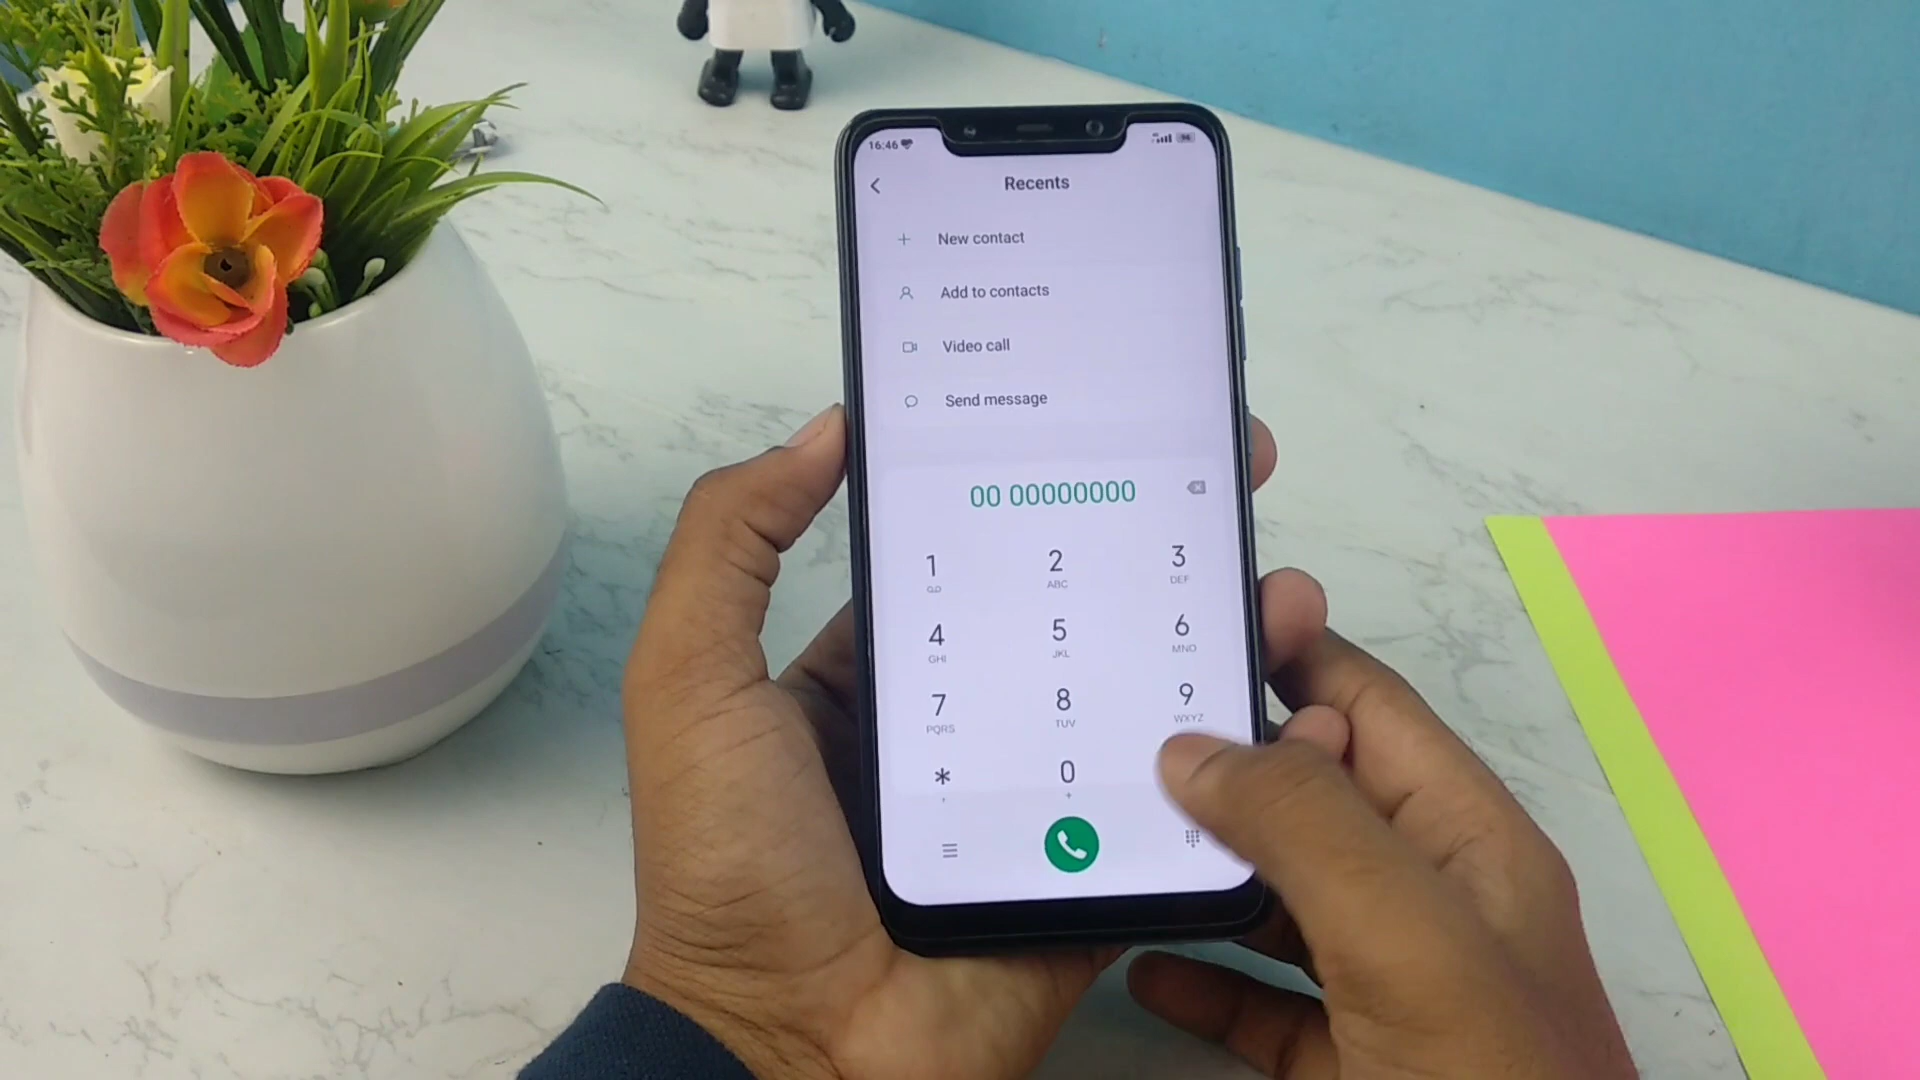 16:46
Recents
New contact
Add to contacts
Video call
Send message
00 00000000
1 2 3
ABC DEF
4 5 6
GHI JKL MNO
7 8 9
PQRS TUV WXYZ
* 0
, +